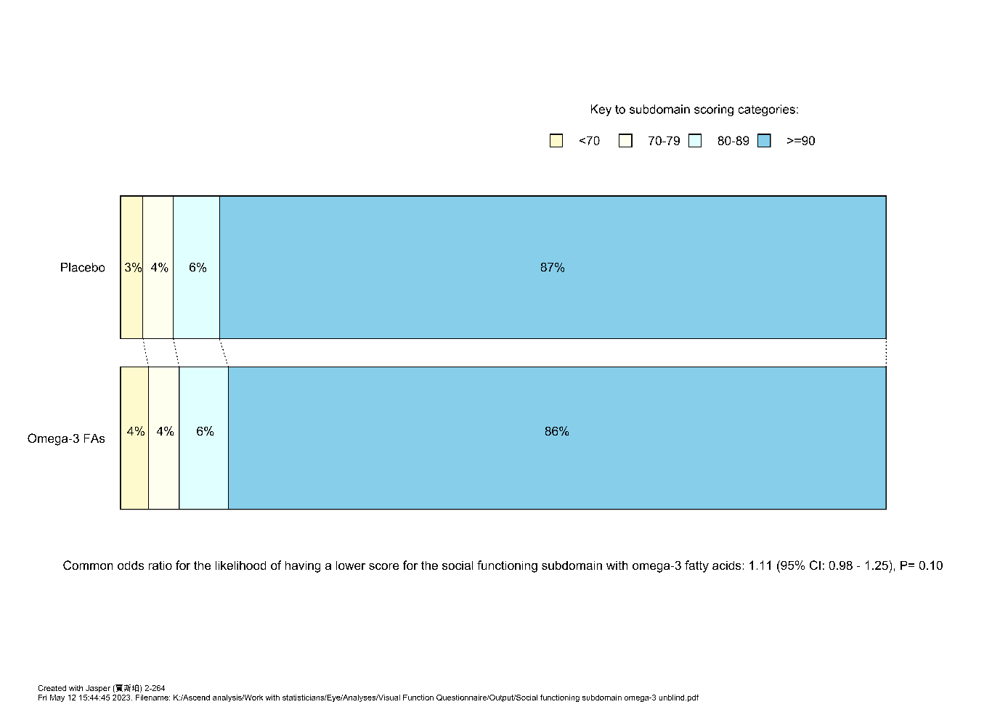 Key to subdomain scoring categories:
<70 70-79 80-89 >=90
Placebo 3% 4% 6% 87%
Omega-3 FAs 4% 4% 6% 86%
Common odds ratio for the likelihood of having a lower score for the social functioning subdomain with omega-3 fatty acids: 1.11 (95% CI: 0.98 - 1.25), P= 0.10
Created with Jasper (賈斯珀) 2-264
Fri May 12 15:44:45 2023. Filename: K:/Ascend analysis/Work with statisticians/Eye/Analyses/Visual Function Questionnaire/Output/Social functioning subdomain omega-3 unblind.pdf